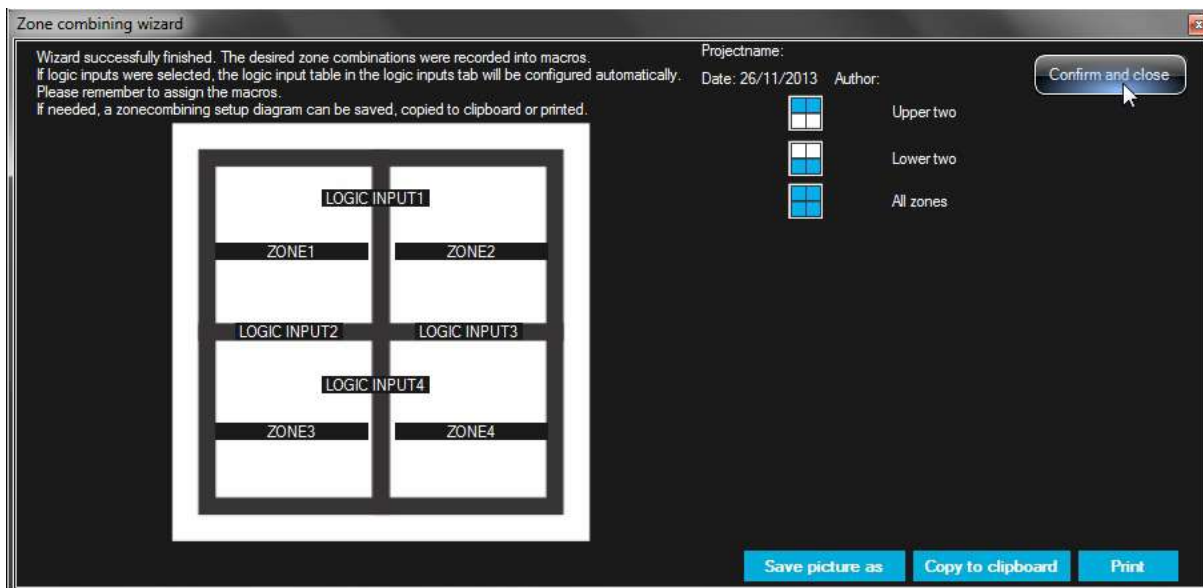 Zone combining wizard
Wizard successfully finished. The desired zone combinations were recorded into macros.
If logic inputs were selected, the logic input table in the logic inputs tab will be configured automatically.
Please remember to assign the macros.
If needed, a zonecombining setup diagram can be saved, copied to clipboard or printed.
Projectname:
Date: 26/11/2013 Author:
Confirm and close
Upper two
Lower two
All zones
LOGIC INPUT1
ZONE1 ZONE2
LOGIC INPUT2 LOGIC INPUT3
LOGIC INPUT4
ZONE3 ZONE4
Save picture as Copy to clipboard Print